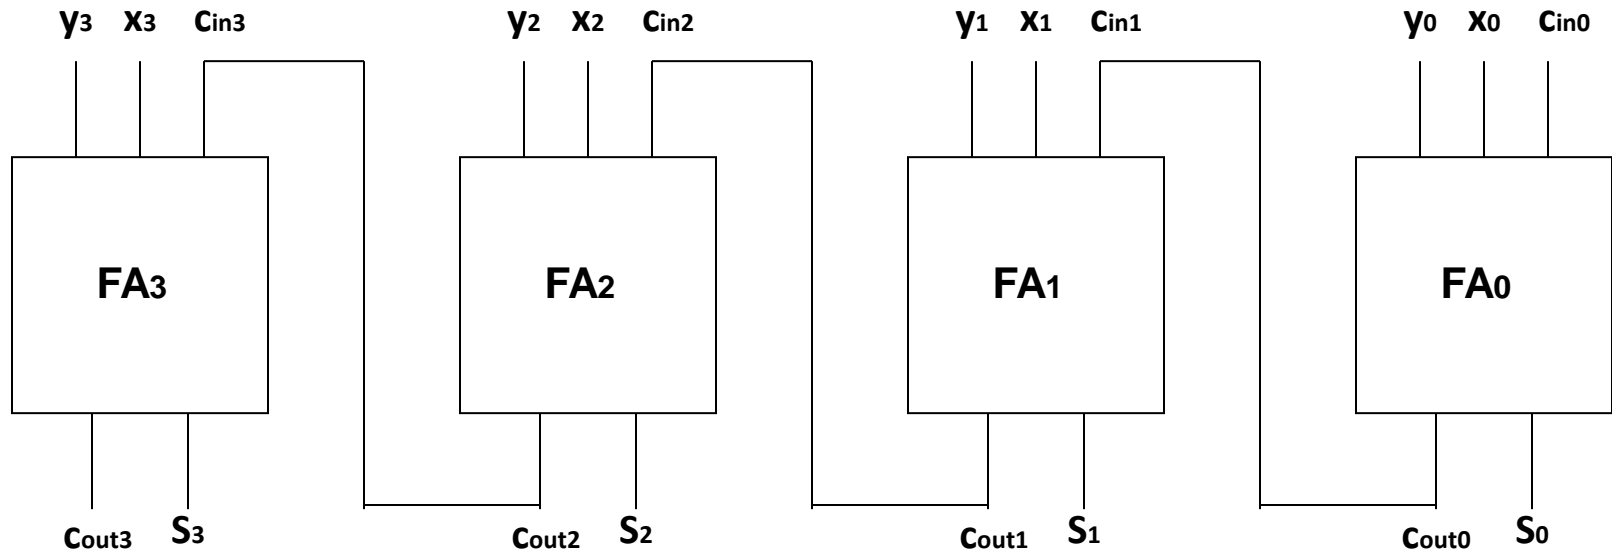 y3 x3 cin3 y2 x2 cin2 y1 x1 cin1 y0 x0 cin0
FA3 FA2 FA1 FA0
cout3 S3 cout2 S2 cout1 S1 cout0 S0